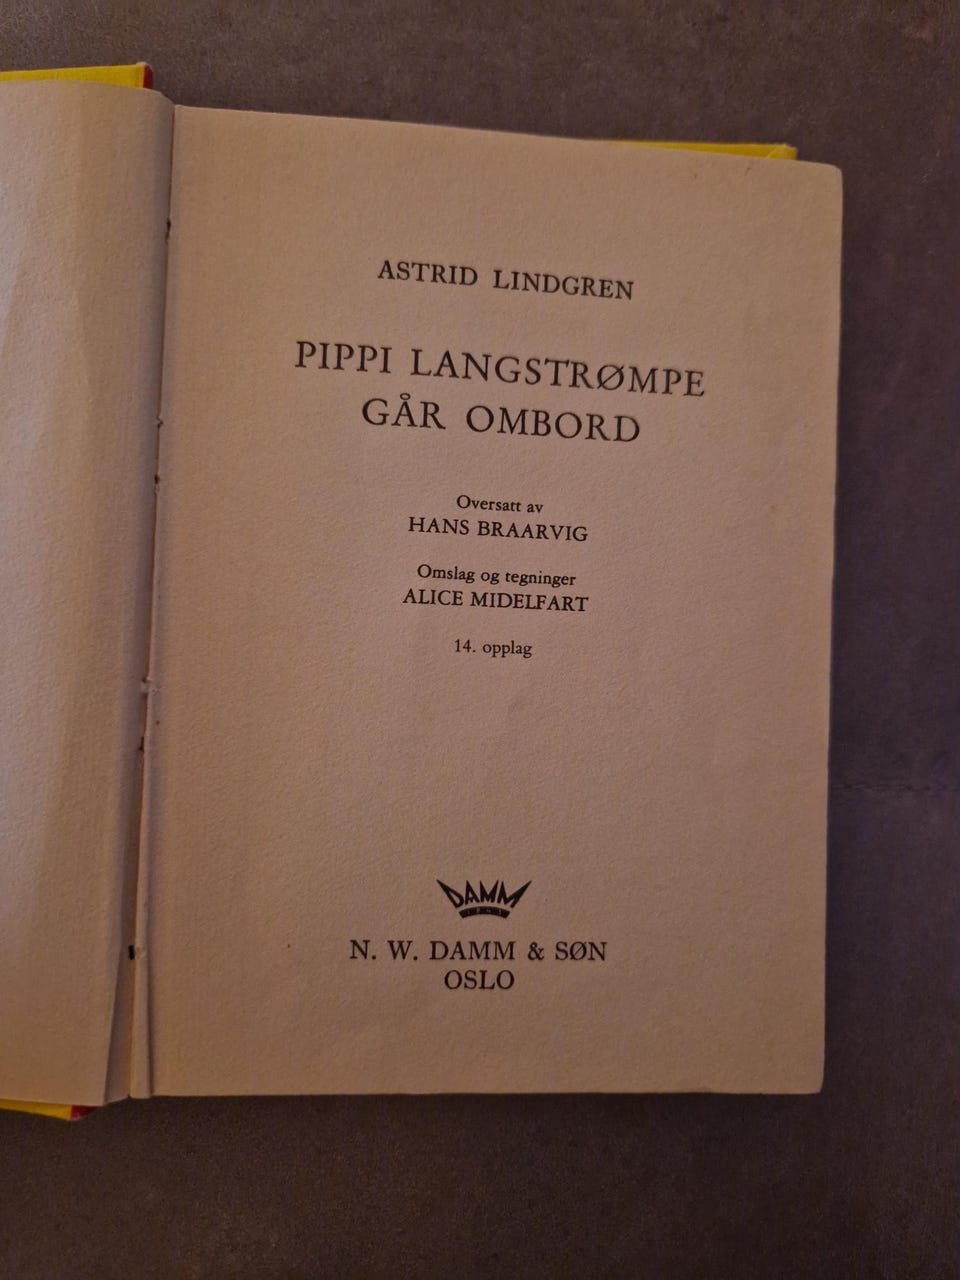 ASTRID LINDGREN
PIPPI LANGSTRØMPE
GÅR OMBORD
Oversatt av
HANS BRAARVIG
Omslag og tegninger
ALICE MIDELFART
14. opplag
DAMM
1843
N. W. DAMM & SØN
OSLO